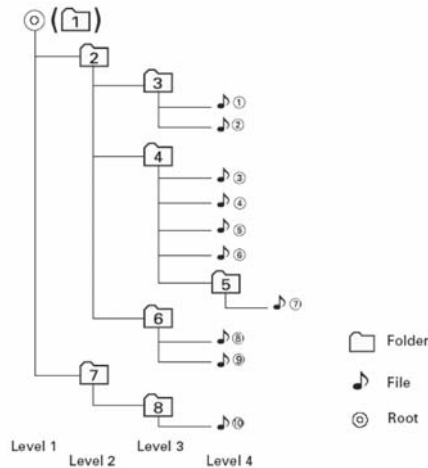 (1)
2
3
①
②
4
③
④
⑤
⑥
5
⑦
6
⑧
⑨
7
8
⑩
Folder
File
Root
Level 1
Level 2
Level 3
Level 4